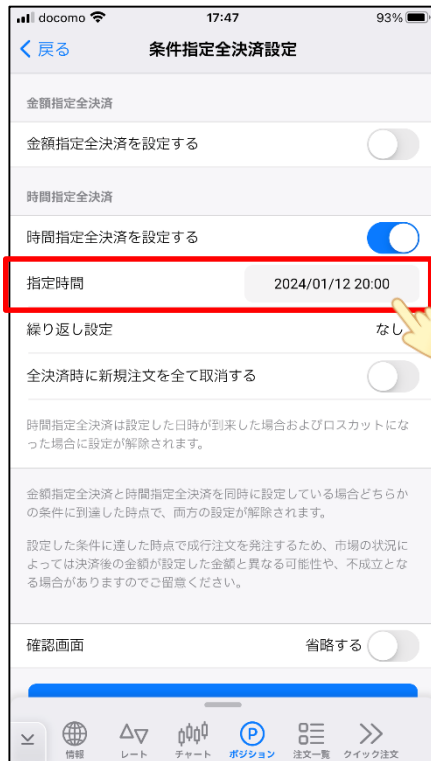 docomo 17:47 93%
戻る 条件指定全決済設定
金額指定全決済
金額指定全決済を設定する
時間指定全決済
時間指定全決済を設定する
指定時間 2024/01/12 20:00
繰り返し設定 なし
全決済時に新規注文を全て取消する
時間指定全決済は設定した日時が到来した場合およびロスカットにな
った場合に設定が解除されます。
金額指定全決済と時間指定全決済を同時に設定している場合どちらか
の条件に到達した時点で、両方の設定が解除されます。
設定した条件に達した時点で成行注文を発注するため、市場の状況に
よっては決済後の金額が設定した金額と異なる可能性や、不成立とな
る場合がありますのでご留意ください。
確認画面 省略する
P
情報 レート チャート ポジション 注文一覧 クイック注文